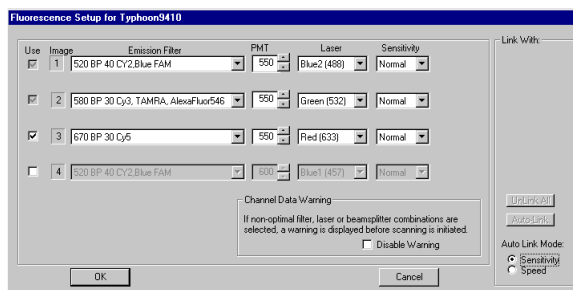 Fluorescence Setup for Typhoon9410
Use Image Emission Filter PMT Laser Sensitivity
1 520 BP 40 CY2,Blue FAM 550 Blue2 (488) Normal
2 580 BP 30 Cy3, TAMRA, AlexaFluor546 550 Green (532) Normal
3 670 BP 30 Cy5 550 Red (633) Normal
4 520 BP 40 CY2,Blue FAM 600 Blue1 (457) Normal
Channel Data Warning
If non-optimal filter, laser or beamsplitter combinations are
selected, a warning is displayed before scanning is initiated.
Disable Warning
OK
Cancel
Link With:
UnLink All
Auto-Link
Auto Link Mode:
Sensitivity
Speed